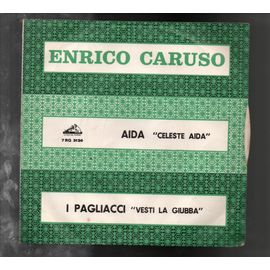 ENRICO CARUSO
AIDA "CELESTE AIDA"
I PAGLIACCI "VESTI LA GIUBBA"